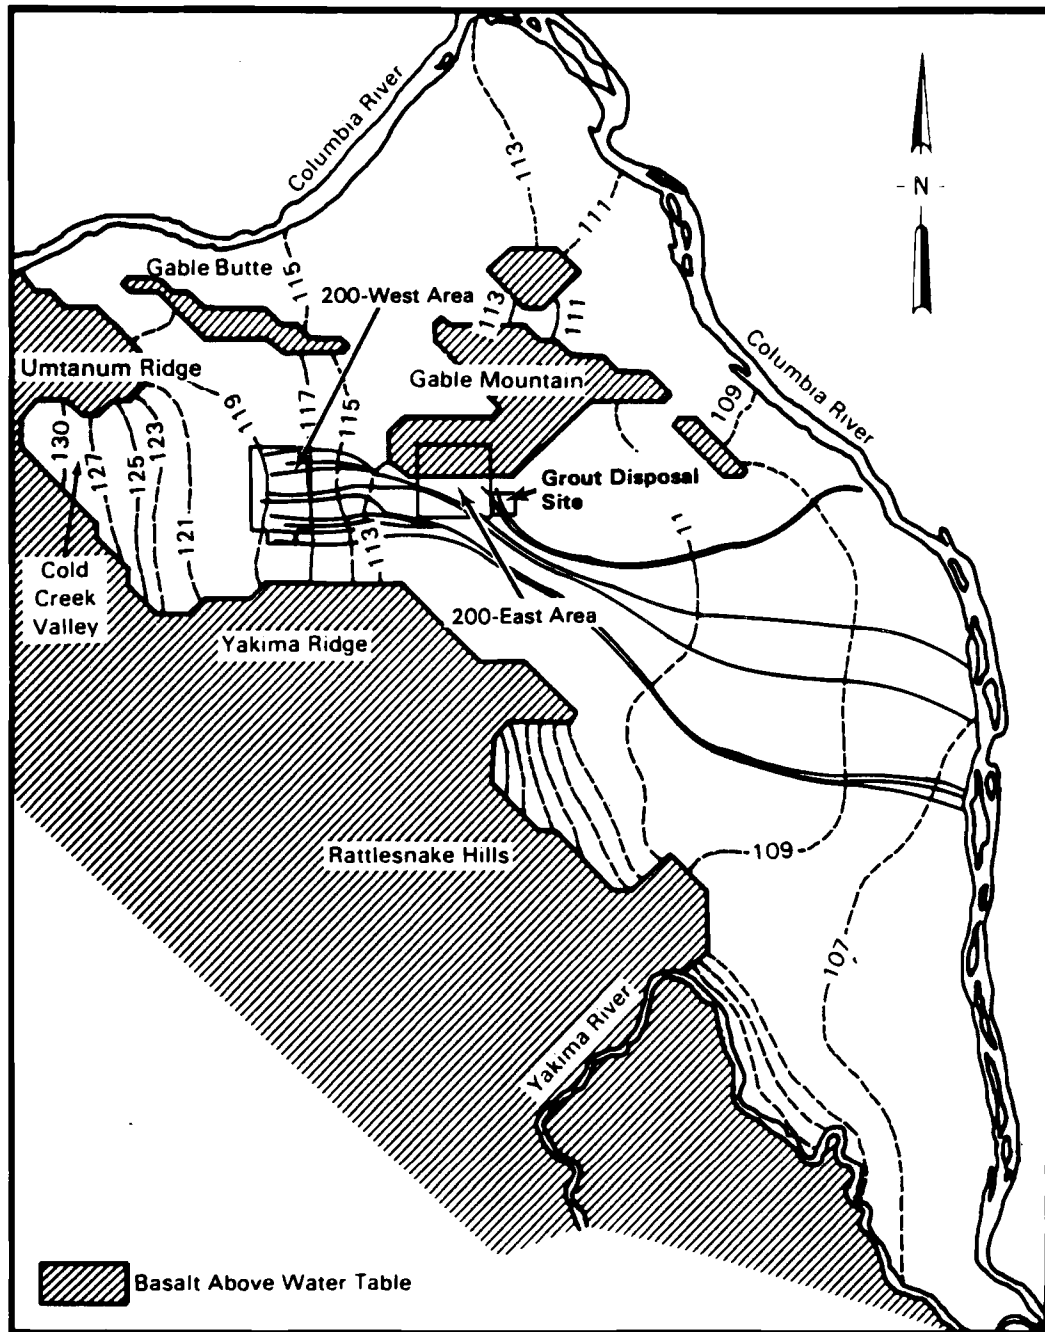 Columbia River
113
N
111
Gable Butte
115
200-West Area
113
111
Umtanum Ridge
Gable Mountain
Columbia River
109
119
117
115
130
127
125
123
121
Grout Disposal
Site
11
113
Cold
Creek
Valley
200-East Area
Yakima Ridge
Rattlesnake Hills
109
107
Yakima River
Basalt Above Water Table